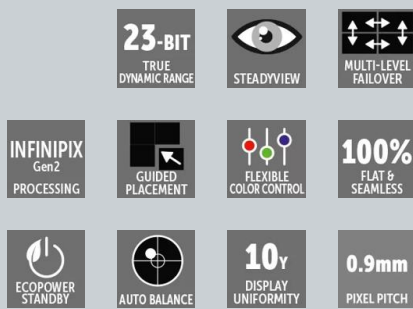 23-BIT
TRUE
DYNAMIC RANGE
STEADYVIEW
MULTI-LEVEL
FAILOVER
INFINIPIX
Gen2
PROCESSING
GUIDED
PLACEMENT
FLEXIBLE
COLOR CONTROL
100%
FLAT &
SEAMLESS
ECOPOWER
STANDBY
AUTO BALANCE
10Y
DISPLAY
UNIFORMITY
0.9mm
PIXEL PITCH